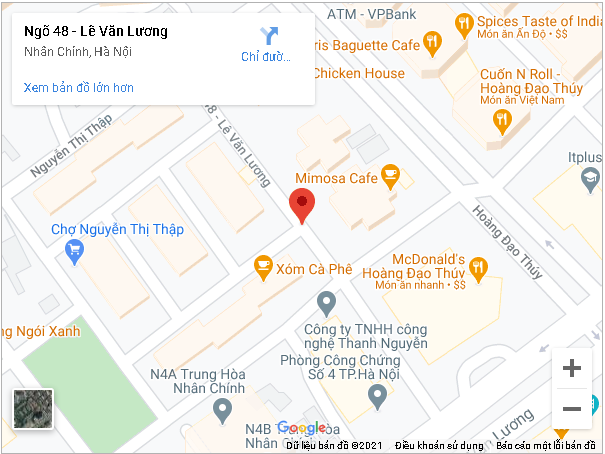 Ngõ 48 - Lê Văn Lương
Nhân Chính, Hà Nội
Xem bản đồ lớn hơn
Chỉ đườ...
ATM - VPBank
Spices Taste of India
Món ăn Ấn Độ • $$
ris Baguette Cafe
Chicken House
Cuốn N Roll -
Hoàng Đạo Thúy
Món ăn Việt Nam
Nguyễn Thị Thập
48 - Lê Văn Lương
Itplus
Mimosa Cafe
Hoàng Đạo Thúy
Chợ Nguyễn Thị Thập
Xóm Cà Phê
McDonald's
Hoàng Đạo Thúy
Món ăn nhanh • $$
ng Ngói Xanh
Công ty TNHH công
nghệ Thanh Nguyễn
Phòng Công Chứng
Số 4 TP.Hà Nội
N4A Trung Hòa
Nhân Chính
N4B Trung Hòa
Nhân Chính
Lương
Google
Dữ liệu bản đồ ©2021
Điều khoản sử dụng
Báo cáo một lỗi bản đồ